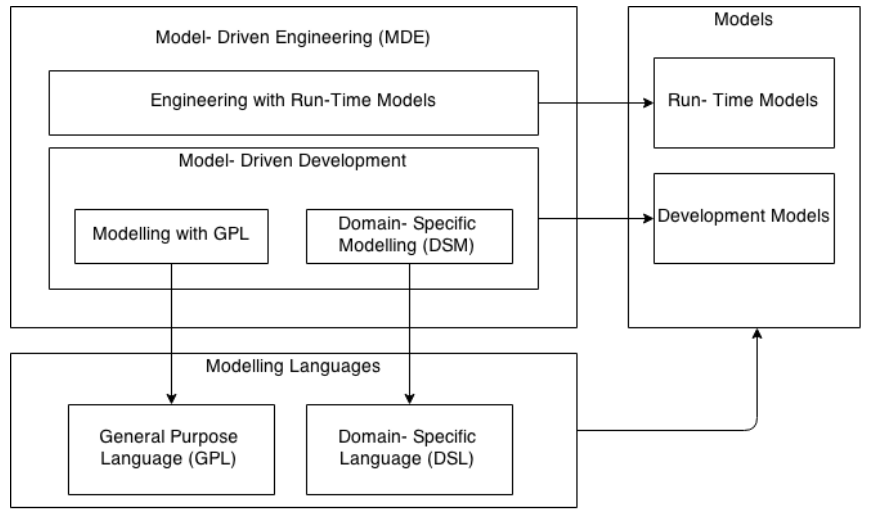 Model- Driven Engineering (MDE)
Engineering with Run-Time Models
Model- Driven Development
Modelling with GPL
Domain- Specific
Modelling (DSM)
Models
Run- Time Models
Development Models
Modelling Languages
General Purpose
Language (GPL)
Domain- Specific
Language (DSL)